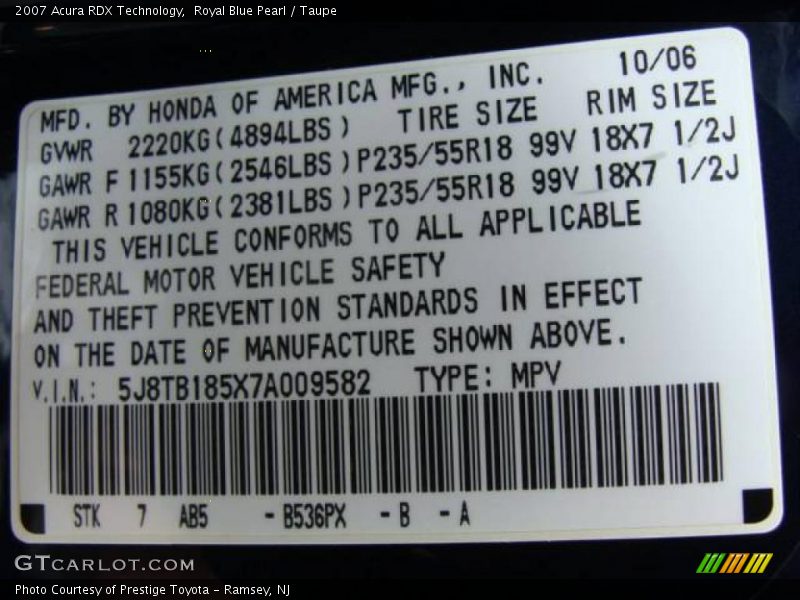 2007 Acura RDX Technology,  Royal Blue Pearl / Taupe
10/06
MFD. BY HONDA OF AMERICA MFG., INC.
TIRE SIZE RIM SIZE
GVWR 2220KG(4894LBS)
GAWR F 1155KG(2546LBS)P235/55R18 99V 18X7 1/2J
GAWR R 1080KG(2381LBS)P235/55R18 99V 18X7 1/2J
THIS VEHICLE CONFORMS TO ALL APPLICABLE
FEDERAL MOTOR VEHICLE SAFETY
AND THEFT PREVENTION STANDARDS IN EFFECT
ON THE DATE OF MANUFACTURE SHOWN ABOVE.
V.I.N.: 5J8TB185X7A009582 TYPE: MPV
STK 7 AB5 -B536PX -B -A
GTCARLOT.COM
Photo Courtesy of Prestige Toyota - Ramsey, NJ